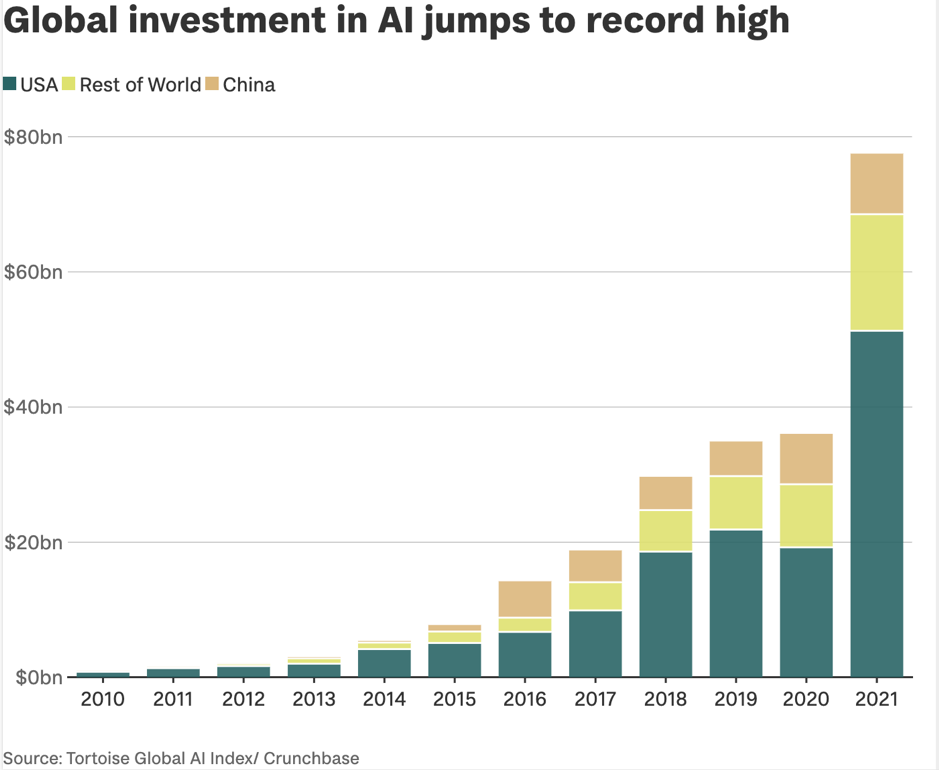 Global investment in AI jumps to record high
USA Rest of World China
$80bn
$60bn
$40bn
$20bn
$0bn
2010 2011 2012 2013 2014 2015 2016 2017 2018 2019 2020 2021
Source: Tortoise Global AI Index/ Crunchbase